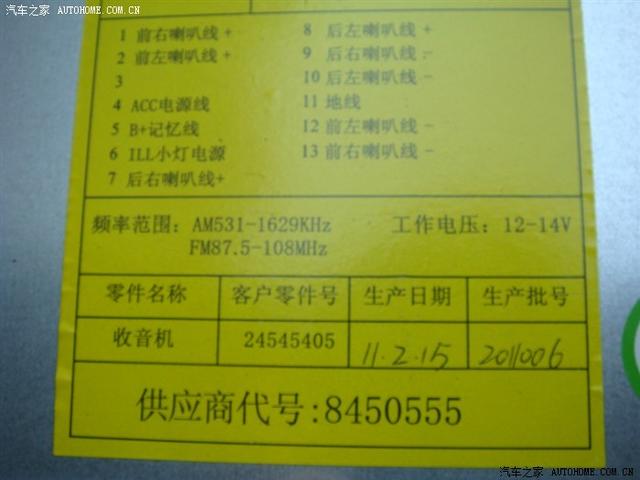 汽车之家 AUTOHOME.COM.CN
1 前右喇叭线+
2 前左喇叭线+
3
4 ACC电源线
5 B+记忆线
6 ILL小灯电源
7 后右喇叭线+
8 后左喇叭线+
9 后右喇叭线-
10 后左喇叭线-
11 地线
12 前左喇叭线-
13 前右喇叭线-
频率范围: AM531-1629KHz 工作电压: 12-14V
FM87.5-108MHz
零件名称 客户零件号 生产日期 生产批号
收音机 24545405 11.2.15 2011006
供应商代号:8450555
汽车之家 AUTOHOME.COM.CN